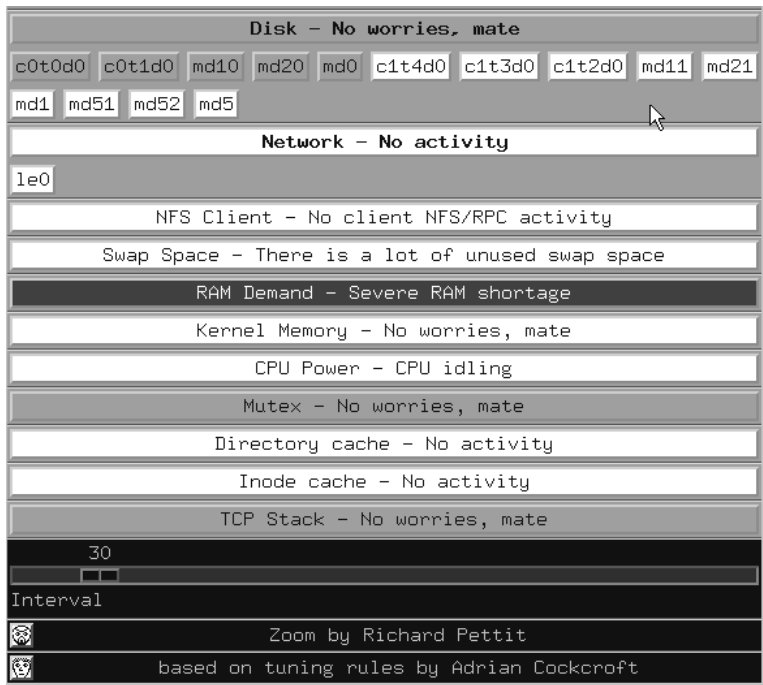 Disk - No worries, mate
c0t0d0 c0t1d0 md10 md20 md0 c1t4d0 c1t3d0 c1t2d0 md11 md21
md1 md51 md52 md5
Network - No activity
le0
NFS Client - No client NFS/RPC activity
Swap Space - There is a lot of unused swap space
RAM Demand - Severe RAM shortage
Kernel Memory - No worries, mate
CPU Power - CPU idling
Mutex - No worries, mate
Directory cache - No activity
Inode cache - No activity
TCP Stack - No worries, mate
30
Interval
Zoom by Richard Pettit
based on tuning rules by Adrian Cockcroft